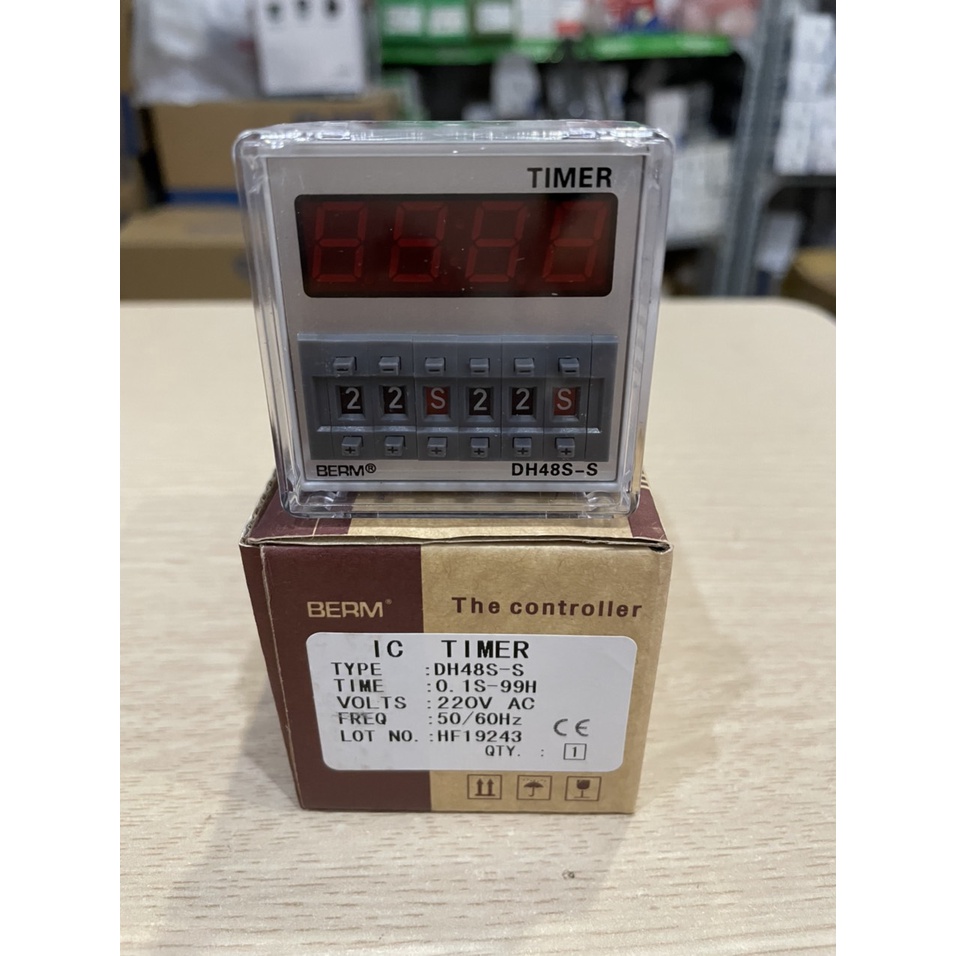 TIMER
2 2 S 2 2 S
BERM® DH48S-S
BERM® The controller
IC TIMER
TYPE :DH48S-S
TIME :0.1S-99H
VOLTS :220V AC
FREQ :50/60Hz
LOT NO. :HF19243
CE
QTY. : 1